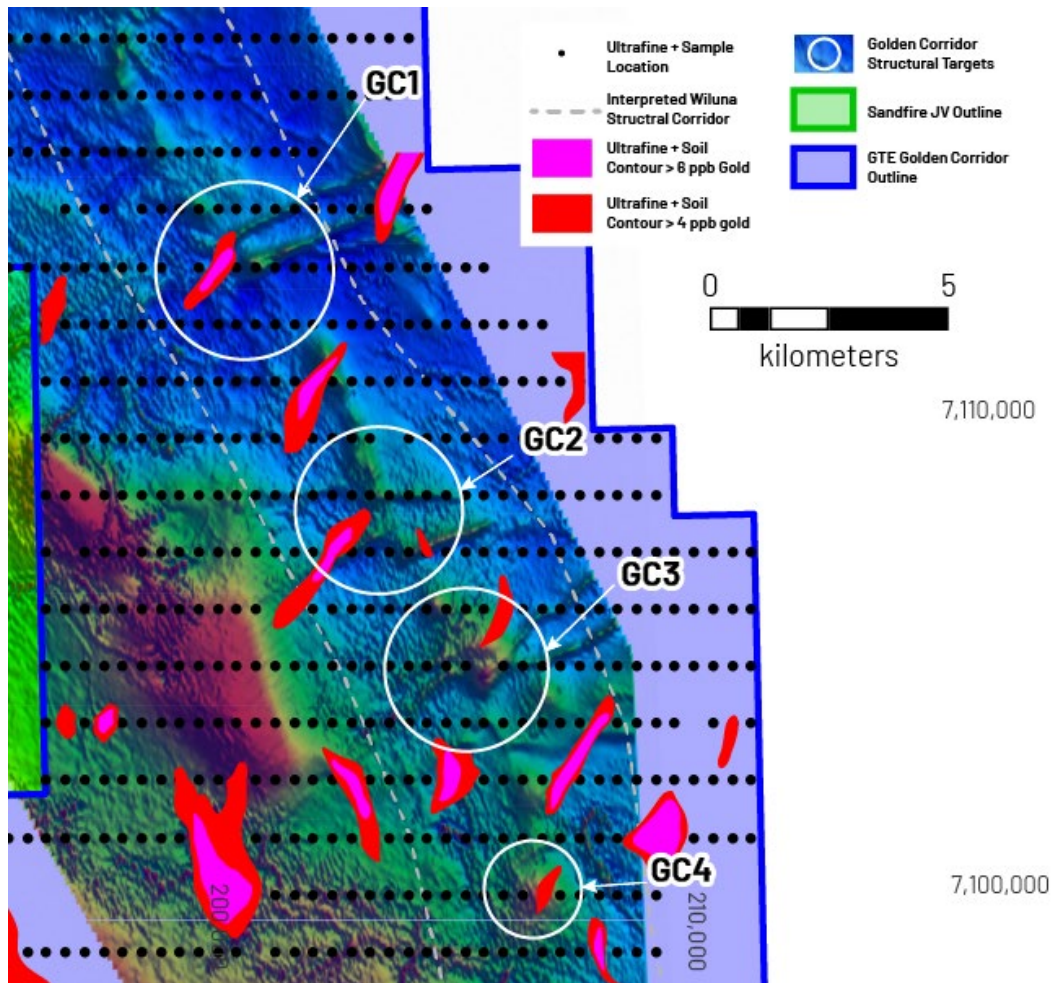 GC1
Ultrafine + Sample
Location
Interpreted Wiluna
Structral Corridor
Ultrafine + Soil
Contour > 6 ppb Gold
Ultrafine + Soil
Contour > 4 ppb gold
Golden Corridor
Structural Targets
Sandfire JV Outline
GTE Golden Corridor
Outline
0 5
kilometers
7,110,000
GC2
GC3
GC4
7,100,000
210,000